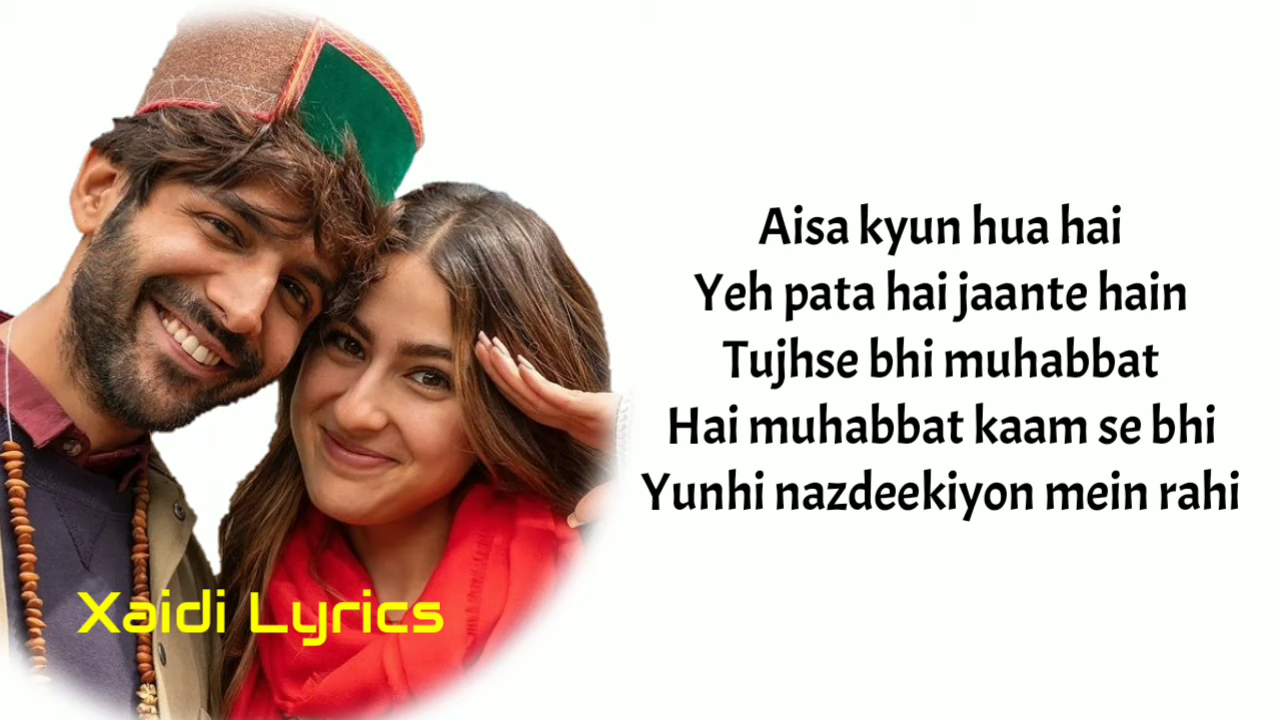 Aisa kyun hua hai
Yeh pata hai jaante hain
Tujhse bhi muhabbat
Hai muhabbat kaam se bhi
Yunhi nazdeekiyon mein rahi
Xaidi Lyrics